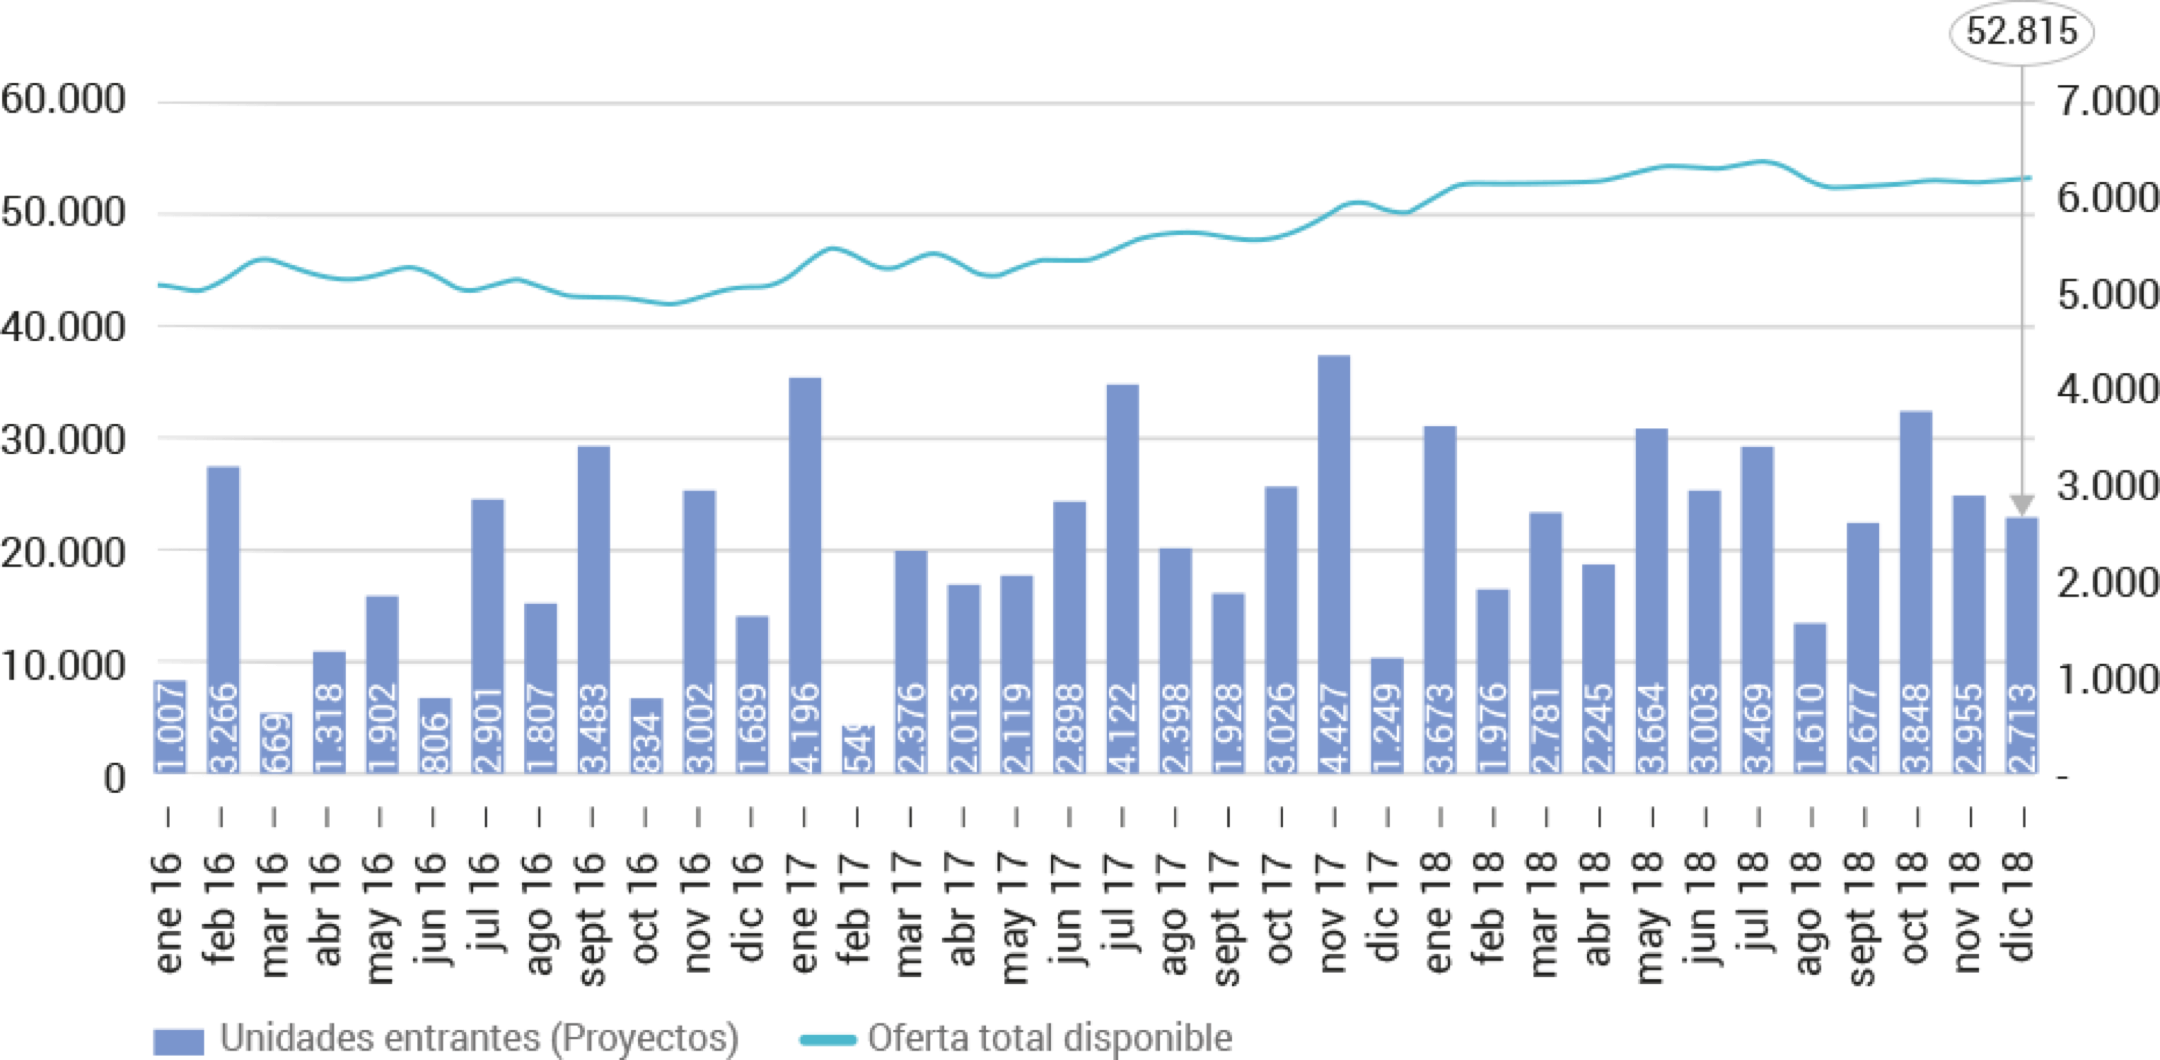 52.815
60.000
50.000
40.000
30.000
20.000
10.000
0
7.000
6.000
5.000
4.000
3.000
2.000
1.000
-
1.007
3.266
669
1.318
1.902
806
2.901
1.807
3.483
834
3.002
1.689
4.196
549
2.376
2.013
2.119
2.898
4.122
2.398
1.928
3.026
4.427
1.249
3.673
1.976
2.781
2.245
3.664
3.003
3.469
1.610
2.677
3.848
2.955
2.713
ene 16
feb 16
mar 16
abr 16
may 16
jun 16
jul 16
ago 16
sept 16
oct 16
nov 16
dic 16
ene 17
feb 17
mar 17
abr 17
may 17
jun 17
jul 17
ago 17
sept 17
oct 17
nov 17
dic 17
ene 18
feb 18
mar 18
abr 18
may 18
jun 18
jul 18
ago 18
sept 18
oct 18
nov 18
dic 18
Unidades entrantes (Proyectos)
Oferta total disponible